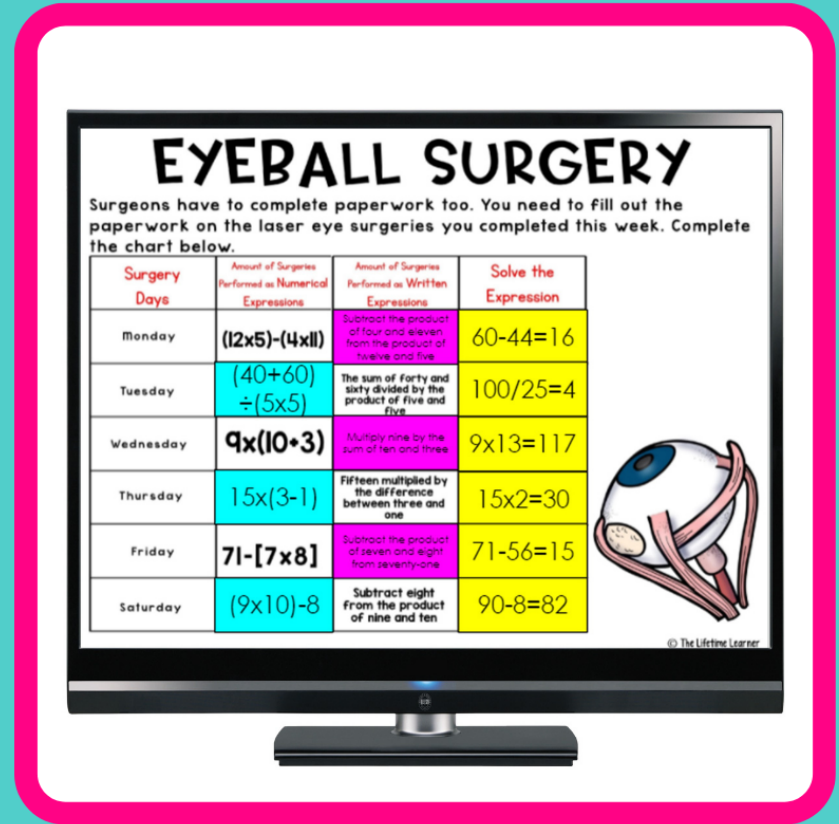 EYEBALL SURGERY
Surgeons have to complete paperwork too. You need to fill out the
paperwork on the laser eye surgeries you completed this week. Complete
the chart below.
Surgery
Days
Amount of Surgeries
Performed as Numerical
Expressions
Amount of Surgeries
Performed as Written
Expressions
Solve the
Expression
Monday
(12x5)-(4x11)
Subtract the product
of four and eleven
from the product of
twelve and five
60-44=16
Tuesday
(40+60)
÷(5x5)
The sum of forty and
sixty divided by the
product of five and
five
100/25=4
Wednesday
9x(10+3)
Multiply nine by the
sum of ten and three
9x13=117
Thursday
15x(3-1)
Fifteen multiplied by
the difference
between three and
one
15x2=30
Friday
71-[7x8]
Subtract the product
of seven and eight
from seventy-one
71-56=15
Saturday
(9x10)-8
Subtract eight
from the product
of nine and ten
90-8=82
© The Lifetime Learner